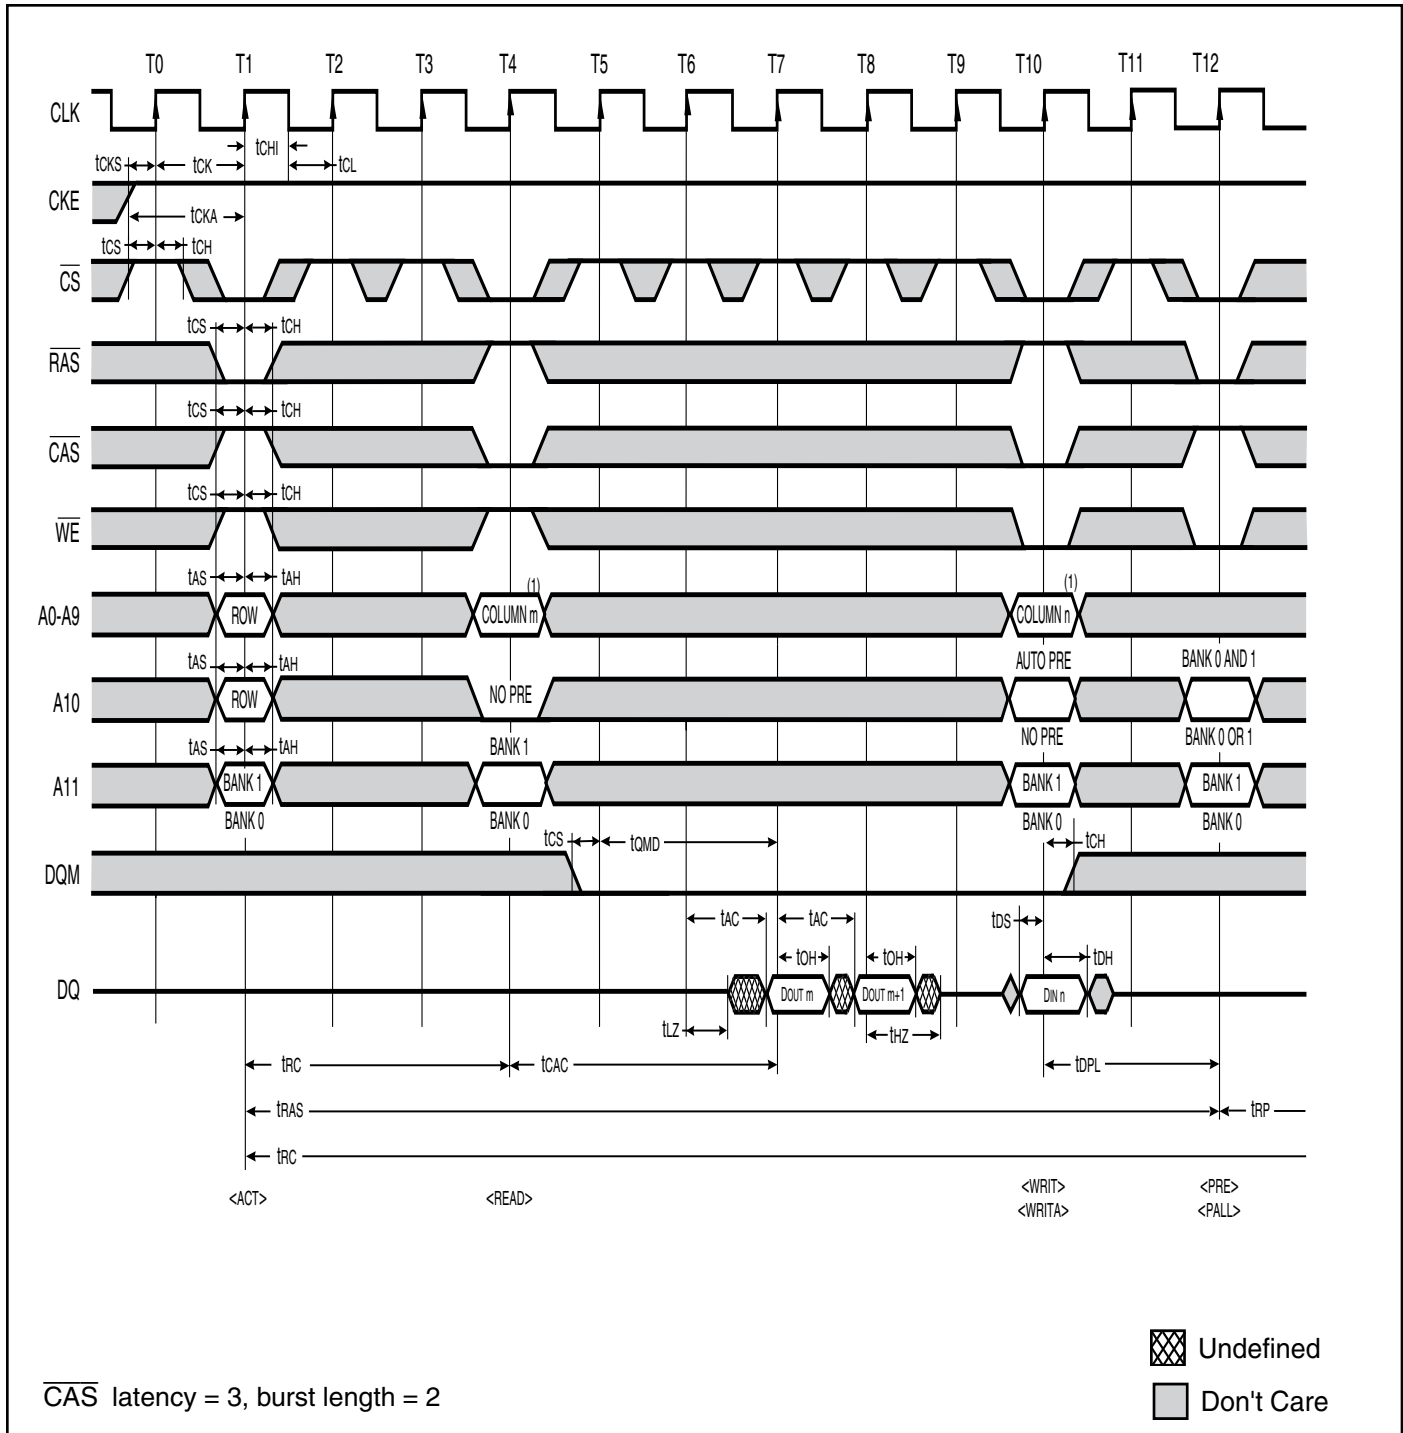 T0 T1 T2 T3 T4 T5 T6 T7 T8 T9 T10 T11 T12
CLK
tCHI
tCKS tCK tCL
CKE
tCKA
tCS tCH
CS
tCS tCH
RAS
tCS tCH
CAS
tCS tCH
WE
tAS tAH (1) (1)
A0-A9 ROW COLUMN m COLUMN n
tAS tAH AUTO PRE BANK 0 AND 1
A10 ROW NO PRE
tAS tAH BANK 1 NO PRE BANK 0 OR 1
A11 BANK 1 BANK 1 BANK 1
BANK 0 BANK 0 BANK 0 BANK 0
tCS tQMD tCH
DQM
tAC tAC tDS
tOH tOH tDH
DQ DOUT m DOUT m+1 DIN n
tLZ tHZ
tRC tCAC tDPL
tRAS tRP
tRC
<ACT> <READ> <WRIT> <PRE>
<WRITA> <PALL>
Undefined
CAS latency = 3, burst length = 2
Don't Care